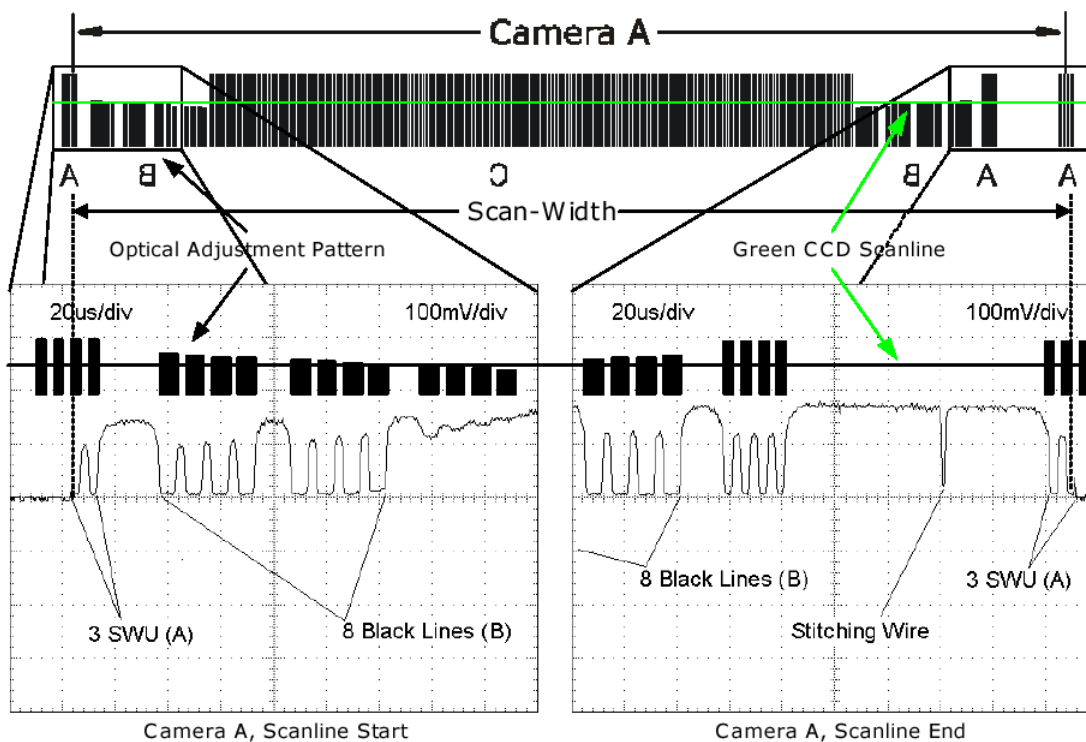 Camera A
A B C B A A
Scan-Width
Optical Adjustment Pattern
Green CCD Scanline
20us/div 100mV/div
20us/div 100mV/div
3 SWU (A)
8 Black Lines (B)
8 Black Lines (B)
3 SWU (A)
Stitching Wire
Camera A, Scanline Start
Camera A, Scanline End